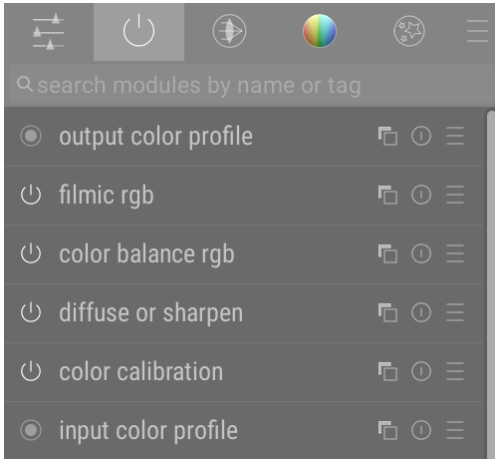 search modules by name or tag
output color profile
filmic rgb
color balance rgb
diffuse or sharpen
color calibration
input color profile